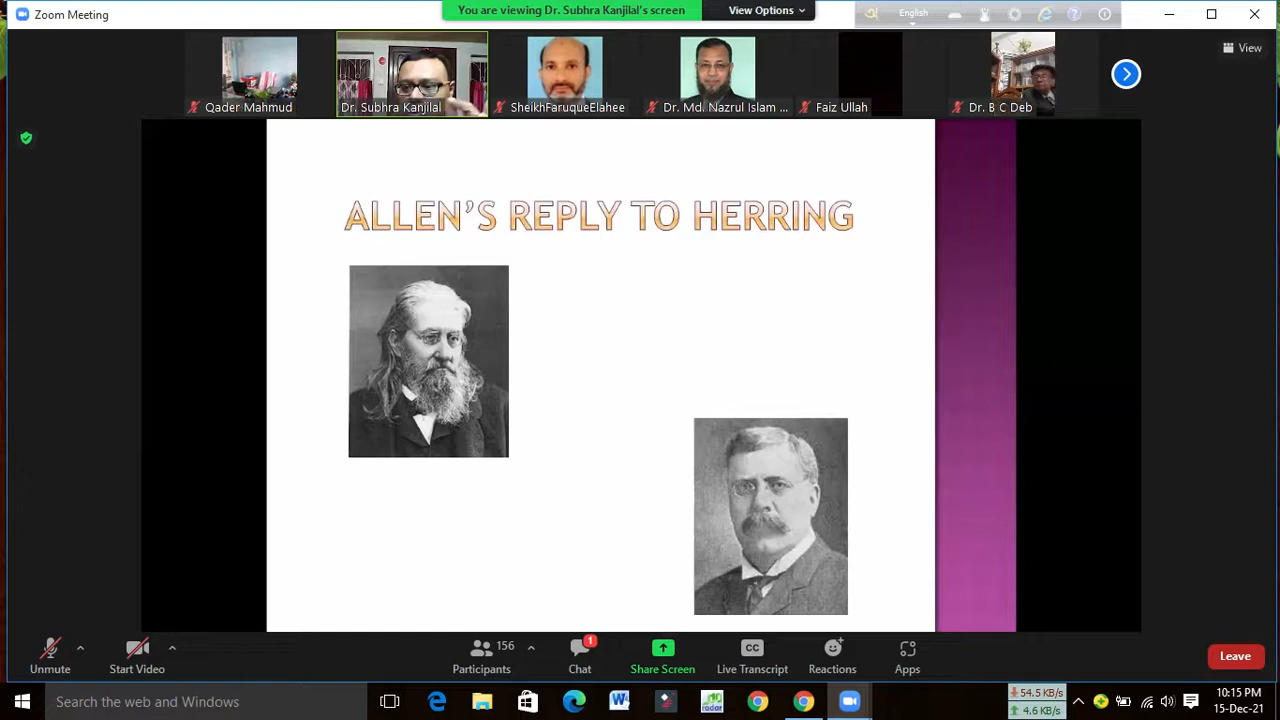 Zoom Meeting
You are viewing Dr. Subhra Kanjilal's screen
View Options
English
View
Qader Mahmud
Dr. Subhra Kanjilal
SheikhFaruqueElahee
Dr. Md. Nazrul Islam ...
Faiz Ullah
Dr. B C Deb
ALLEN'S REPLY TO HERRING
Unmute
Start Video
156
Participants
1
Chat
Share Screen
CC
Live Transcript
Reactions
Apps
Leave
Search the web and Windows
radar
54.5 KB/s
4.6 KB/s
10:15 PM
15-Dec-21